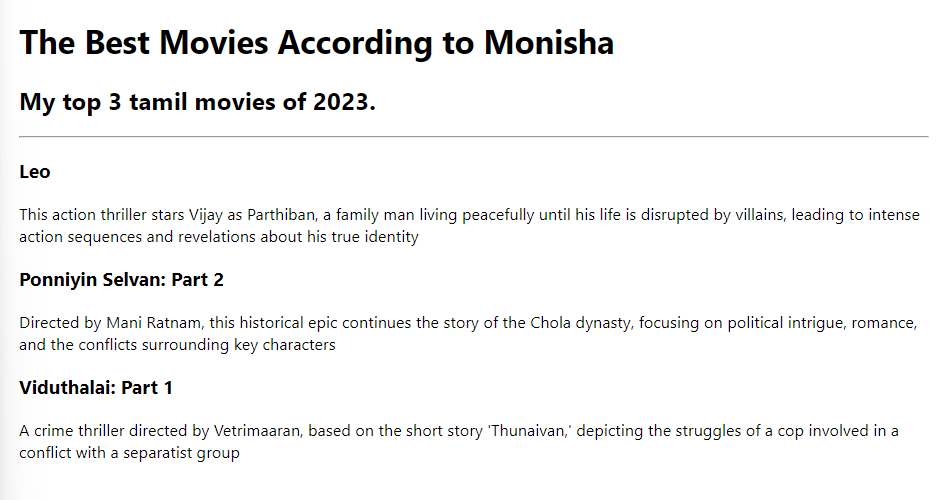 The Best Movies According to Monisha
My top 3 tamil movies of 2023.
Leo
This action thriller stars Vijay as Parthiban, a family man living peacefully until his life is disrupted by villains, leading to intense
action sequences and revelations about his true identity
Ponniyin Selvan: Part 2
Directed by Mani Ratnam, this historical epic continues the story of the Chola dynasty, focusing on political intrigue, romance,
and the conflicts surrounding key characters
Viduthalai: Part 1
A crime thriller directed by Vetrimaaran, based on the short story 'Thunaivan,' depicting the struggles of a cop involved in a
conflict with a separatist group